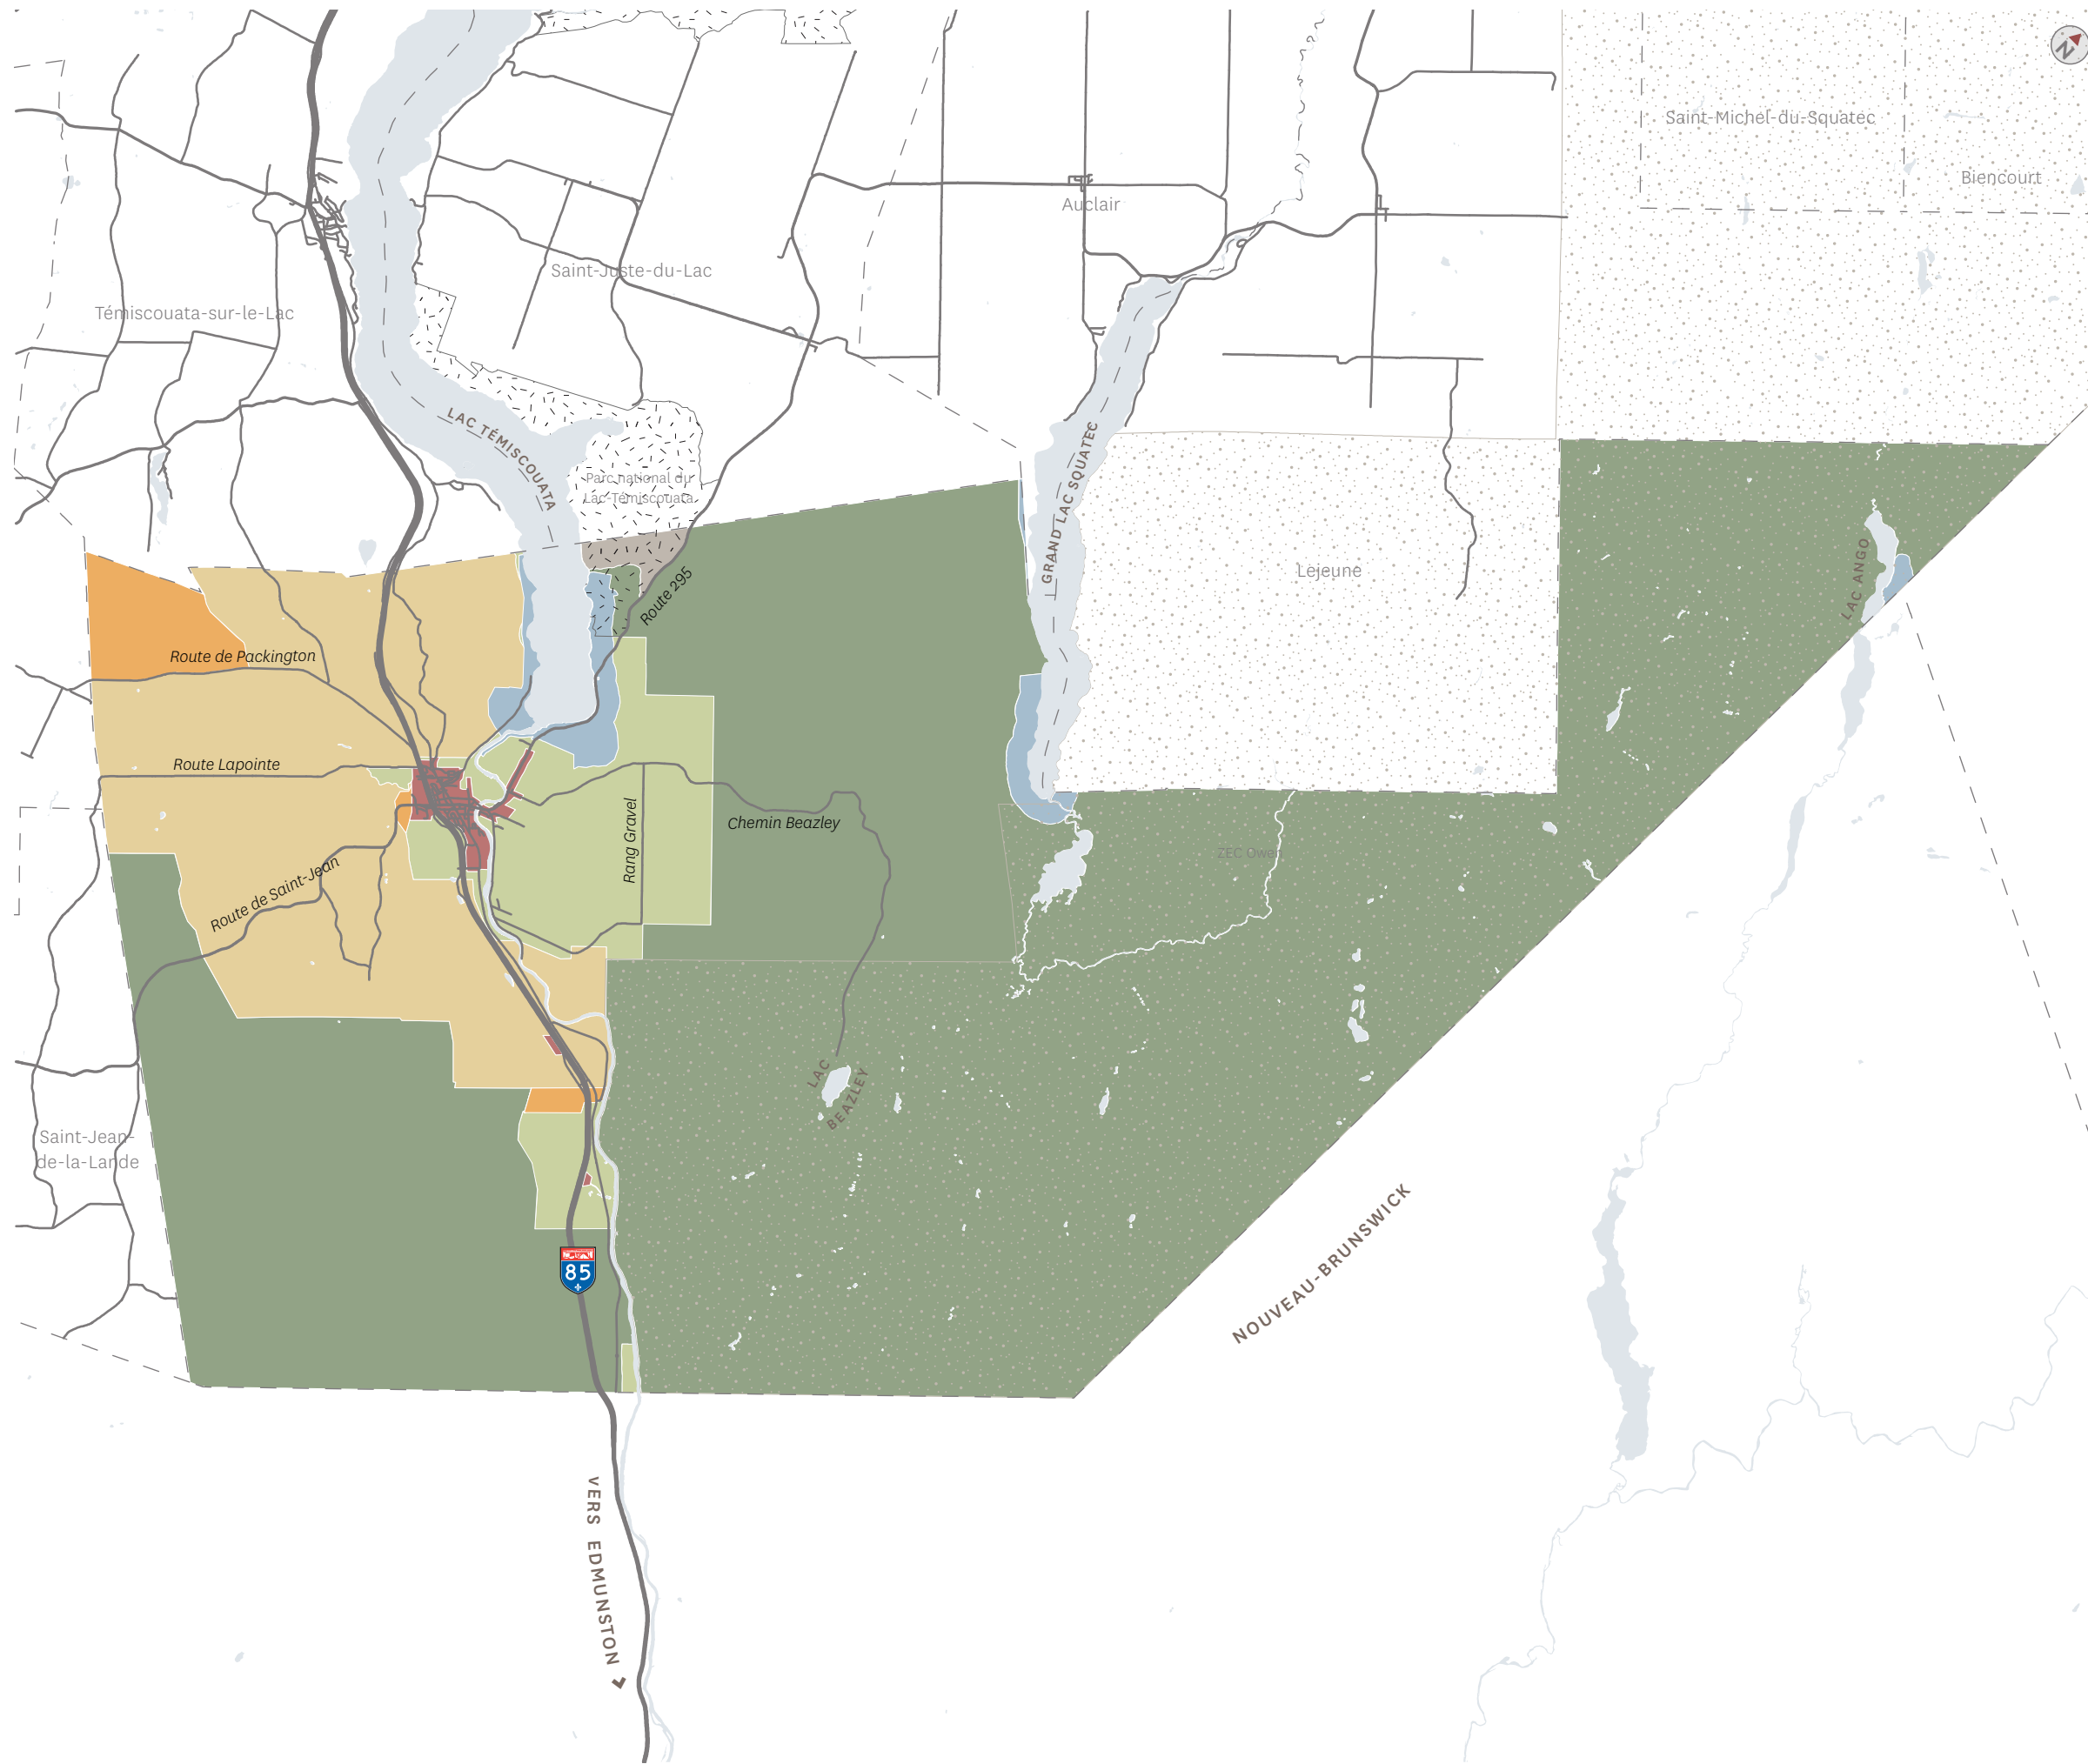 N
Saint-Michel-du-Squatec
Biencourt
Auclair
Saint-Juste-du-Lac
Témiscouata-sur-le-Lac
LAC TÉMISCOUATA
GRAND LAC SQUATEC
Parc national du
Lac-Témiscouata
Lejeune
LAC ANGO
Route 295
Route de Packington
Route Lapointe
Chemin Beazley
Rang Gravel
ZEC Owen
Route de Saint-Jean
LAC
BEAZLEY
Saint-Jean-
de-la-Lande
NOUVEAU-BRUNSWICK
85
VERS EDMUNSTON